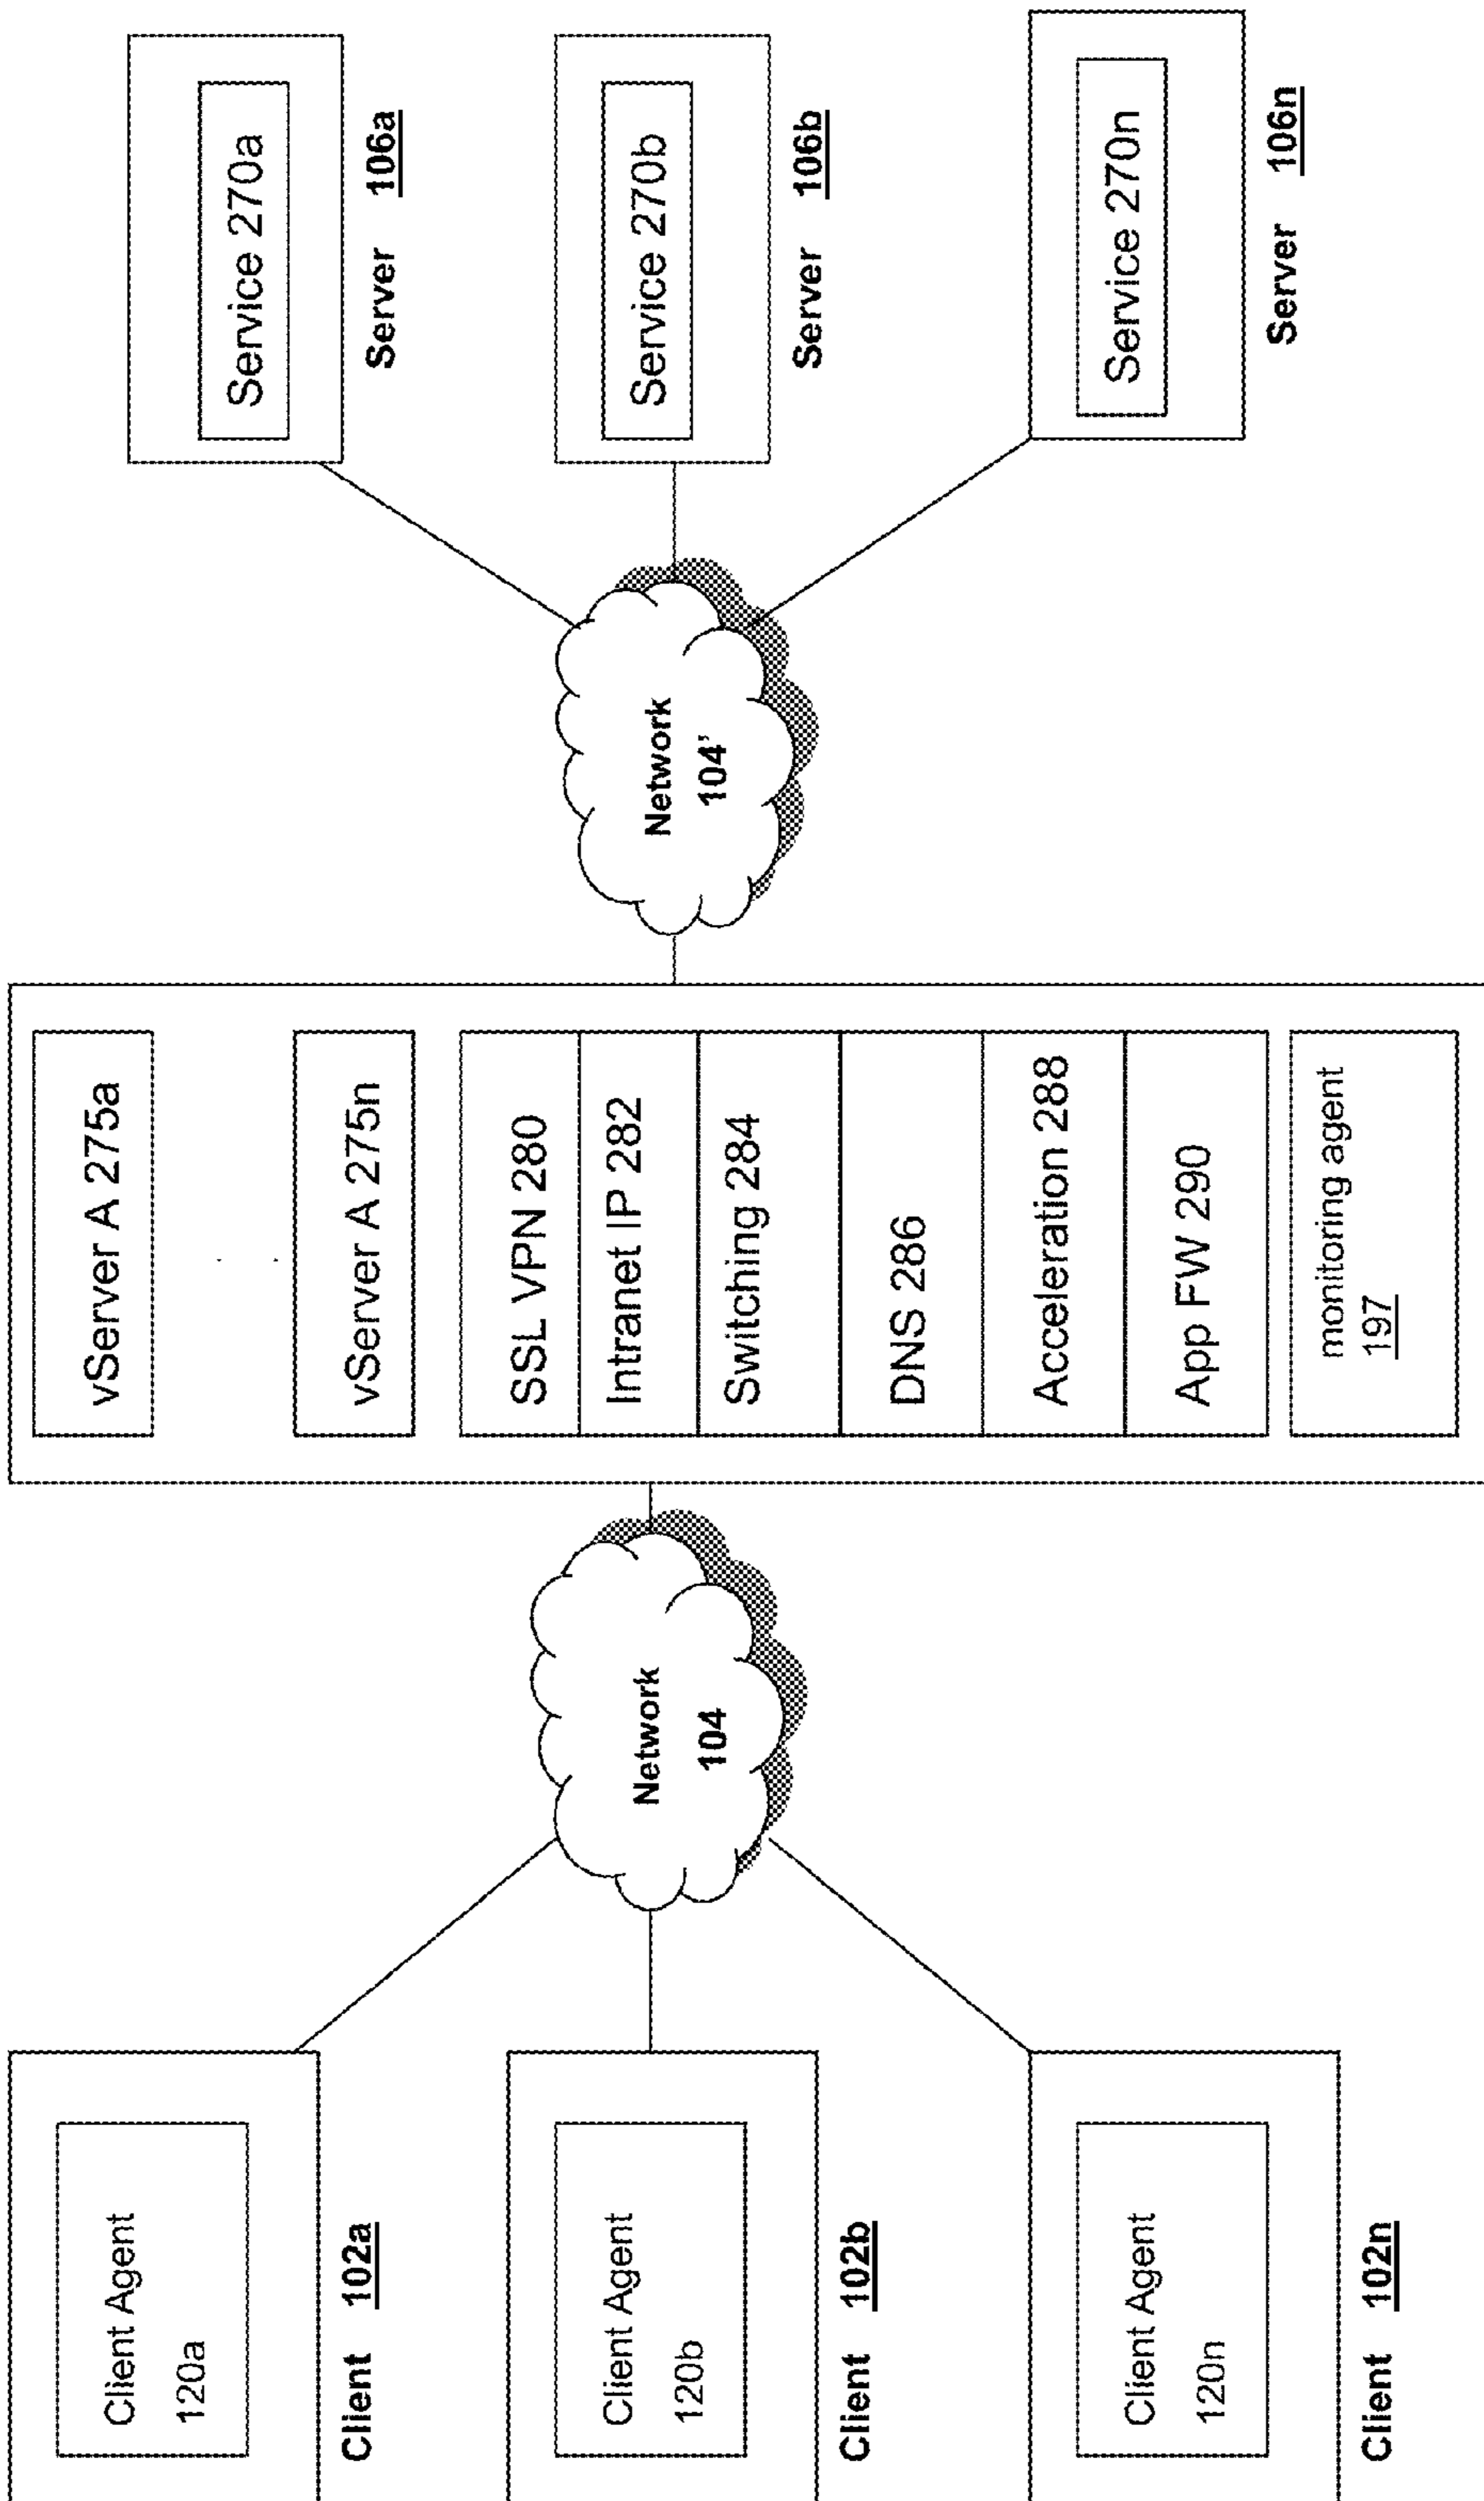 Client Agent
120a
Client 102a
Client Agent
120b
Client 102b
Client Agent
120n
Client 102n
Network
104
vServer A 275a
vServer A 275n
SSL VPN 280
Intranet IP 282
Switching 284
DNS 286
Acceleration 288
App FW 290
monitoring agent
197
Network
104'
Service 270a
Server 106a
Service 270b
Server 106b
Service 270n
Server 106n